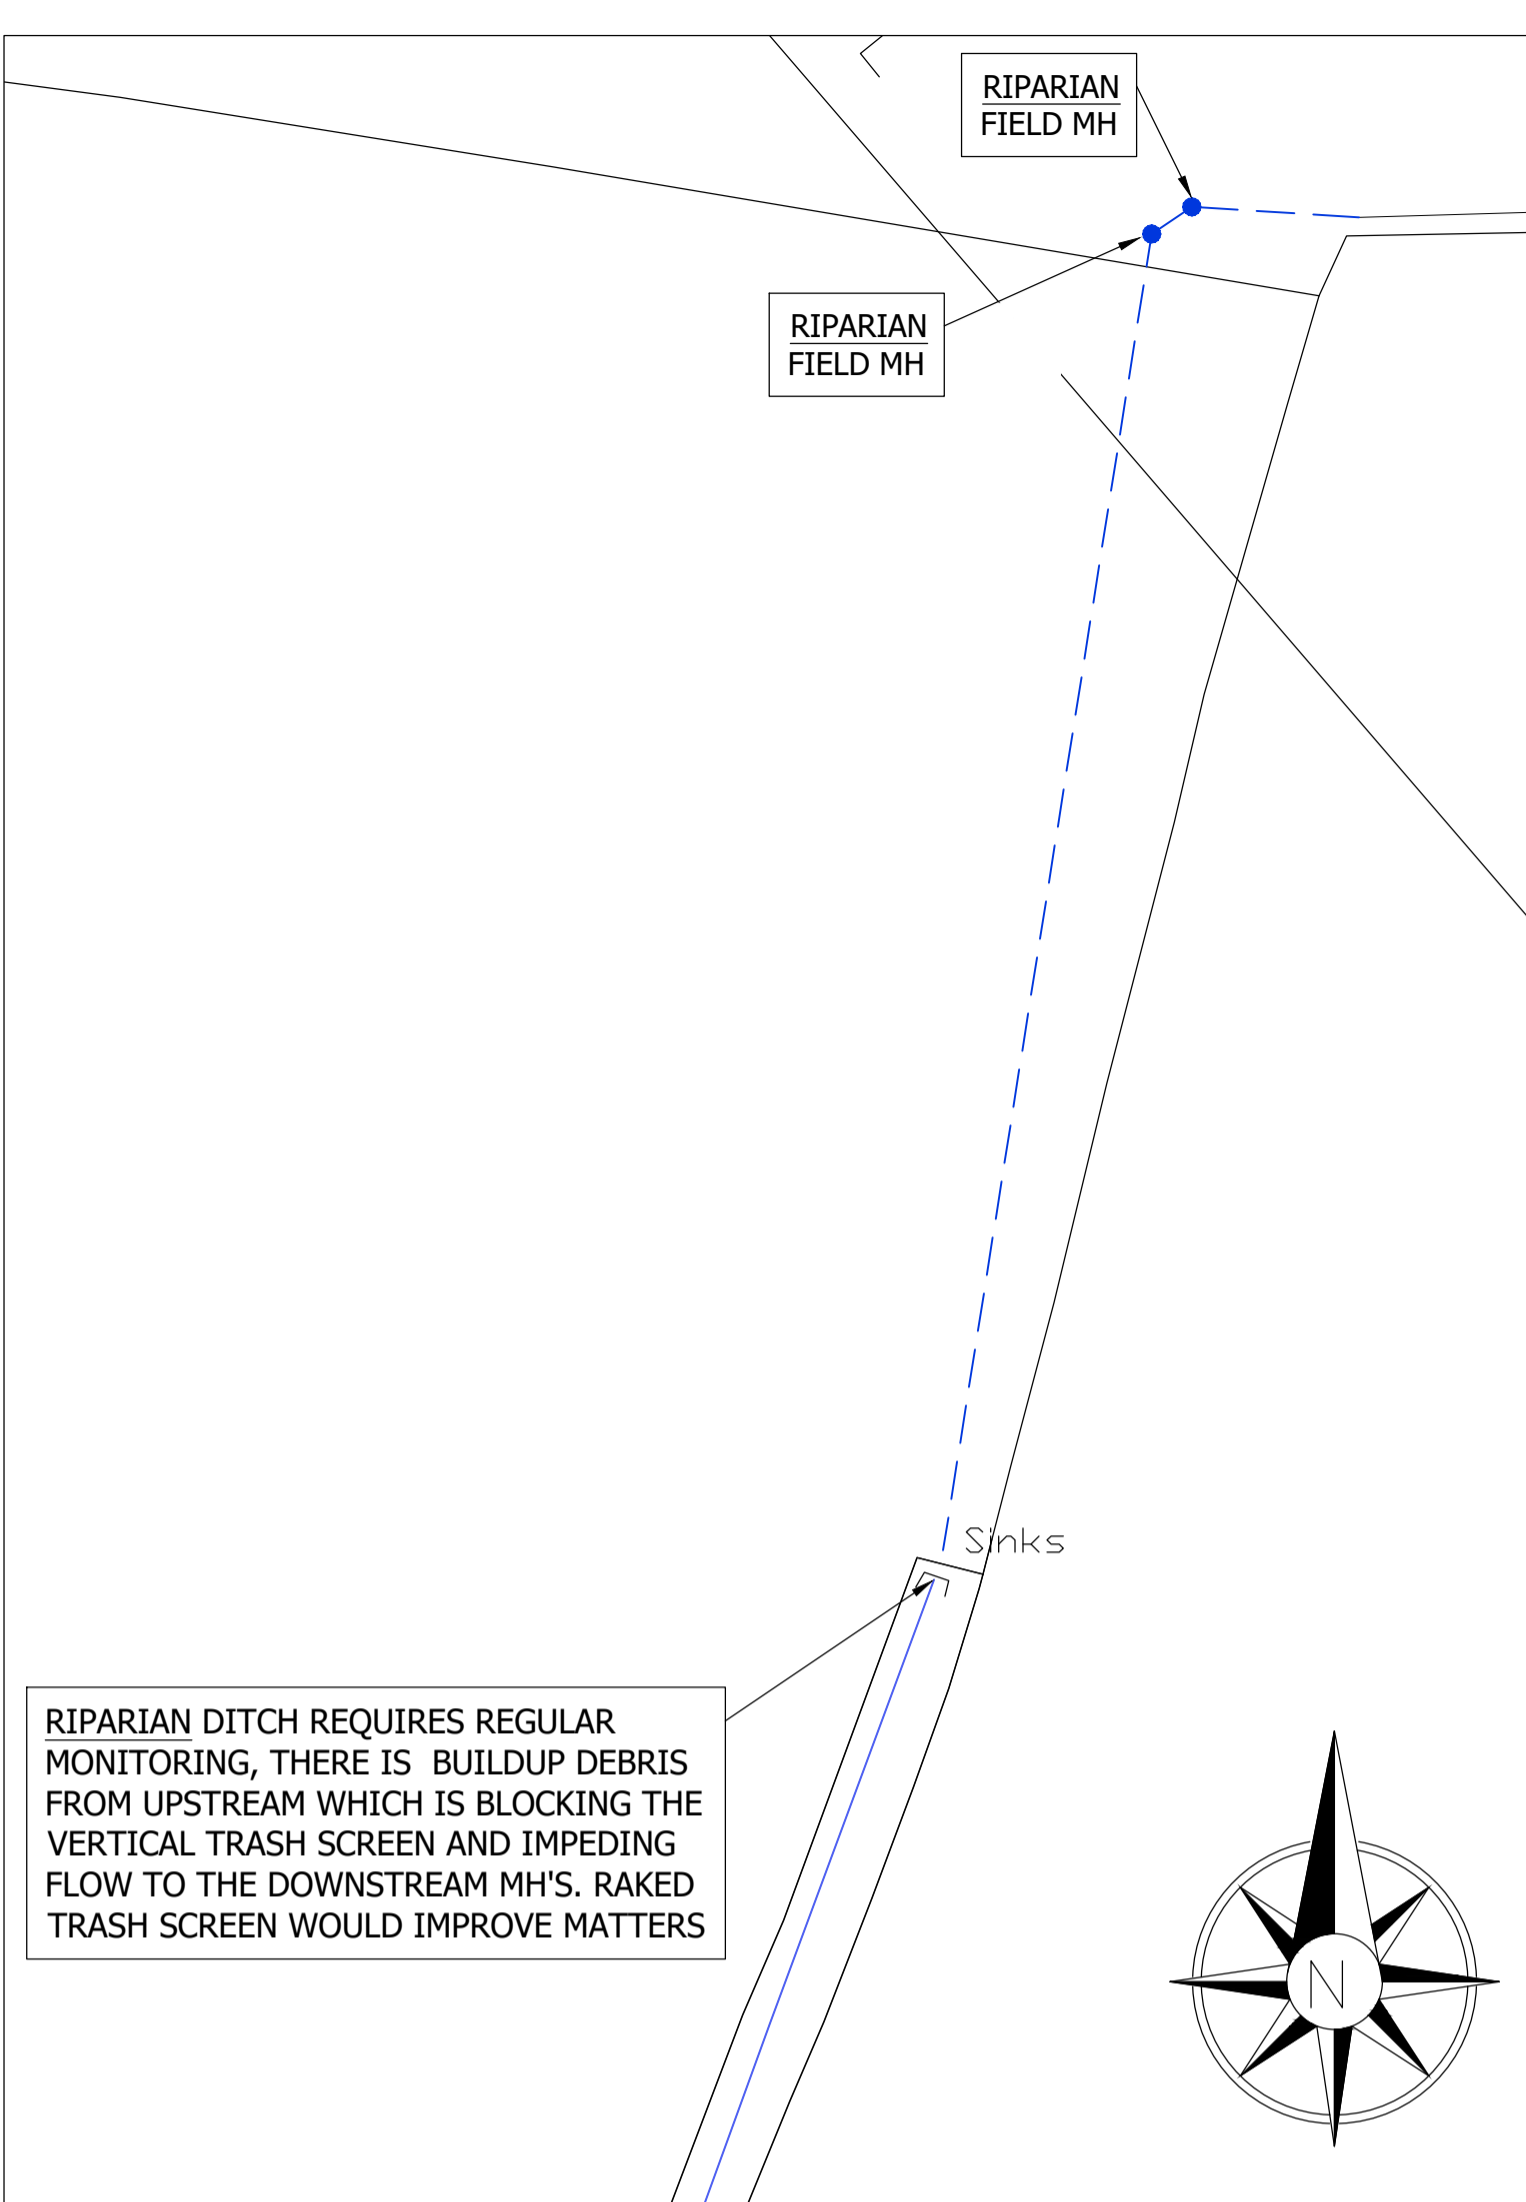 RIPARIAN
FIELD MH
RIPARIAN
FIELD MH
Sinks
RIPARIAN DITCH REQUIRES REGULAR
MONITORING, THERE IS  BUILDUP DEBRIS
FROM UPSTREAM WHICH IS BLOCKING THE
VERTICAL TRASH SCREEN AND IMPEDING
FLOW TO THE DOWNSTREAM MH'S. RAKED
TRASH SCREEN WOULD IMPROVE MATTERS
N